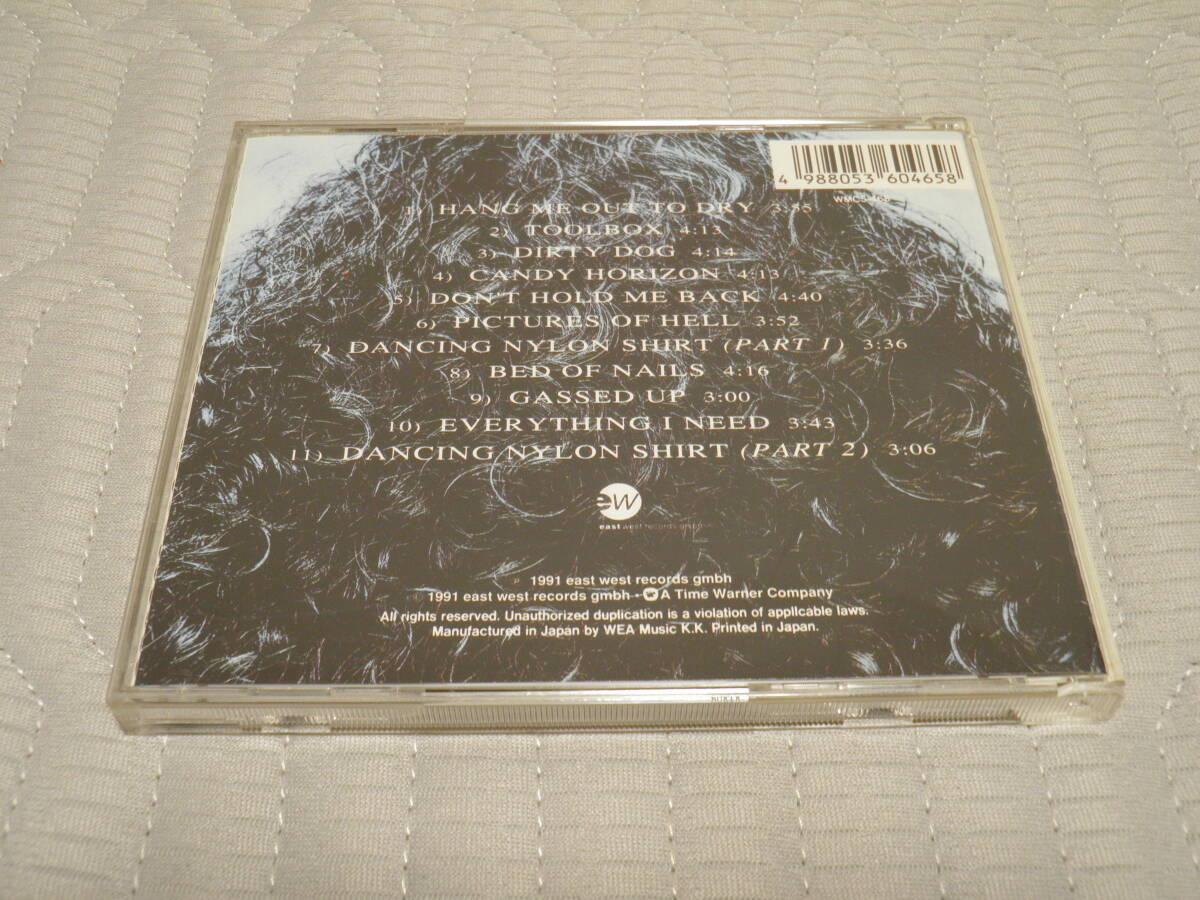 4 988053 604658
1) HANG ME OUT TO DRY 3:55
2) TOOLBOX 4:13
3) DIRTY DOG 4:14
4) CANDY HORIZON 4:13
5) DON'T HOLD ME BACK 4:40
6) PICTURES OF HELL 3:52
7) DANCING NYLON SHIRT (PART 1) 3:36
8) BED OF NAILS 4:16
9) GASSED UP 3:00
10) EVERYTHING I NEED 3:43
11) DANCING NYLON SHIRT (PART 2) 3:06
ew
east west records gmbh
℗ 1991 east west records gmbh
1991 east west records gmbh · A Time Warner Company
All rights reserved. Unauthorized duplication is a violation of applicable laws.
Manufactured in Japan by WEA Music K.K. Printed in Japan.